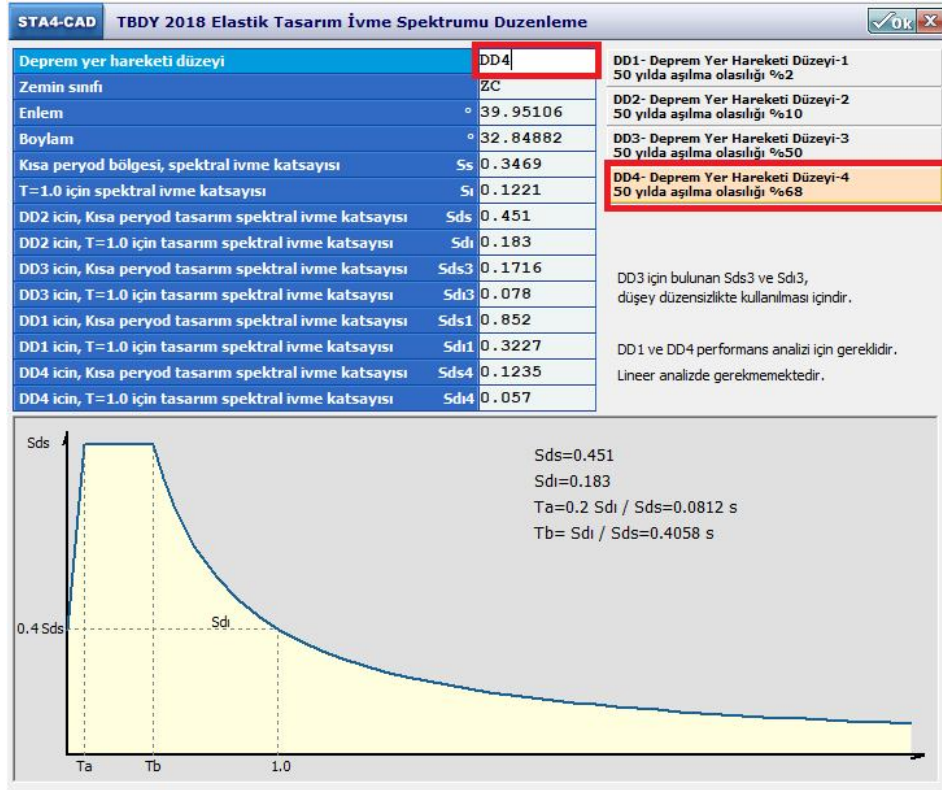 STA4-CAD TBDY 2018 Elastik Tasarım İvme Spektrumu Duzenleme ✓OK X
Deprem yer hareketi düzeyi DD4
Zemin sınıfı ZC
Enlem ° 39.95106
Boylam ° 32.84882
Kısa peryod bölgesi, spektral ivme katsayısı Ss 0.3469
T=1.0 için spektral ivme katsayısı Sı 0.1221
DD2 icin, Kısa peryod tasarım spektral ivme katsayısı Sds 0.451
DD2 icin, T=1.0 için tasarım spektral ivme katsayısı Sdı 0.183
DD3 icin, Kısa peryod tasarım spektral ivme katsayısı Sds3 0.1716
DD3 icin, T=1.0 için tasarım spektral ivme katsayısı Sdı3 0.078
DD1 icin, Kısa peryod tasarım spektral ivme katsayısı Sds1 0.852
DD1 icin, T=1.0 için tasarım spektral ivme katsayısı Sdı1 0.3227
DD4 icin, Kısa peryod tasarım spektral ivme katsayısı Sds4 0.1235
DD4 icin, T=1.0 için tasarım spektral ivme katsayısı Sdı4 0.057
DD1- Deprem Yer Hareketi Düzeyi-1
50 yılda aşılma olasılığı %2
DD2- Deprem Yer Hareketi Düzeyi-2
50 yılda aşılma olasılığı %10
DD3- Deprem Yer Hareketi Düzeyi-3
50 yılda aşılma olasılığı %50
DD4- Deprem Yer Hareketi Düzeyi-4
50 yılda aşılma olasılığı %68
DD3 için bulunan Sds3 ve Sdı3,
düşey düzensizlikte kullanılması içindir.
DD1 ve DD4 performans analizi için gereklidir.
Lineer analizde gerekmemektedir.
Sds
Sds=0.451
Sdı=0.183
Ta=0.2 Sdı / Sds=0.0812 s
Tb= Sdı / Sds=0.4058 s
0.4 Sds
Sdı
Ta Tb 1.0